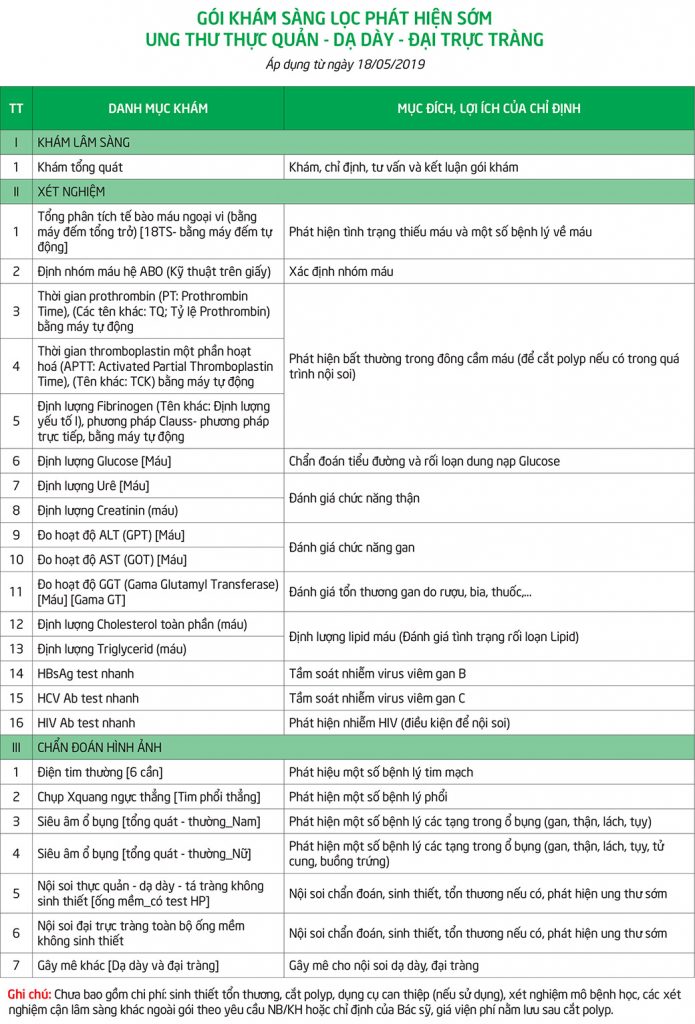 GÓI KHÁM SÀNG LỌC PHÁT HIỆN SỚM
UNG THƯ THỰC QUẢN - DẠ DÀY - ĐẠI TRỰC TRÀNG
Áp dụng từ ngày 18/05/2019
TT DANH MỤC KHÁM MỤC ĐÍCH, LỢI ÍCH CỦA CHỈ ĐỊNH
I KHÁM LÂM SÀNG
1 Khám tổng quát Khám, chỉ định, tư vấn và kết luận gói khám
II XÉT NGHIỆM
1 Tổng phân tích tế bào máu ngoại vi (bằng
máy đếm tổng trở) [18TS- bằng máy đếm tự
động]
Phát hiện tình trạng thiếu máu và một số bệnh lý về máu
2 Định nhóm máu hệ ABO (Kỹ thuật trên giấy) Xác định nhóm máu
3 Thời gian prothrombin (PT: Prothrombin
Time), (Các tên khác: TQ; Tỷ lệ Prothrombin)
bằng máy tự động
4 Thời gian thromboplastin một phần hoạt
hoá (APTT: Activated Partial Thromboplastin
Time), (Tên khác: TCK) bằng máy tự động
Phát hiện bất thường trong đông cầm máu (để cắt polyp nếu có trong quá
trình nội soi)
5 Định lượng Fibrinogen (Tên khác: Định lượng
yếu tố I), phương pháp Clauss- phương pháp
trực tiếp, bằng máy tự động
6 Định lượng Glucose [Máu] Chẩn đoán tiểu đường và rối loạn dung nạp Glucose
7 Định lượng Urê [Máu]
Đánh giá chức năng thận
8 Định lượng Creatinin (máu)
9 Đo hoạt độ ALT (GPT) [Máu]
Đánh giá chức năng gan
10 Đo hoạt độ AST (GOT) [Máu]
11 Đo hoạt độ GGT (Gama Glutamyl Transferase)
[Máu] [Gama GT]
Đánh giá tổn thương gan do rượu, bia, thuốc,...
12 Định lượng Cholesterol toàn phần (máu)
Định lượng lipid máu (Đánh giá tình trạng rối loạn Lipid)
13 Định lượng Triglycerid (máu)
14 HBsAg test nhanh Tầm soát nhiễm virus viêm gan B
15 HCV Ab test nhanh Tầm soát nhiễm virus viêm gan C
16 HIV Ab test nhanh Phát hiện nhiễm HIV (điều kiện để nội soi)
III CHẨN ĐOÁN HÌNH ẢNH
1 Điện tim thường [6 cần] Phát hiệu một số bệnh lý tim mạch
2 Chụp Xquang ngực thẳng [Tim phổi thẳng] Phát hiện một số bệnh lý phổi
3 Siêu âm ổ bụng [tổng quát - thường_Nam] Phát hiện một số bệnh lý các tạng trong ổ bụng (gan, thận, lách, tụy)
4 Siêu âm ổ bụng [tổng quát - thường_Nữ] Phát hiện một số bệnh lý các tạng trong ổ bụng (gan, thận, lách, tụy, tử
cung, buồng trứng)
5 Nội soi thực quản - dạ dày - tá tràng không
sinh thiết [ống mềm_có test HP]
Nội soi chẩn đoán, sinh thiết, tổn thương nếu có, phát hiện ung thư sớm
6 Nội soi đại trực tràng toàn bộ ống mềm
không sinh thiết
Nội soi chẩn đoán, sinh thiết, tổn thương nếu có, phát hiện ung thư sớm
7 Gây mê khác [Dạ dày và đại tràng] Gây mê cho nội soi dạ dày, đại tràng
Ghi chú: Chưa bao gồm chi phí: sinh thiết tổn thương, cắt polyp, dụng cụ can thiệp (nếu sử dụng), xét nghiệm mô bệnh học, các xét
nghiệm cận lâm sàng khác ngoài gói theo yêu cầu NB/KH hoặc chỉ định của Bác sỹ, giá viện phí nằm lưu sau cắt polyp.